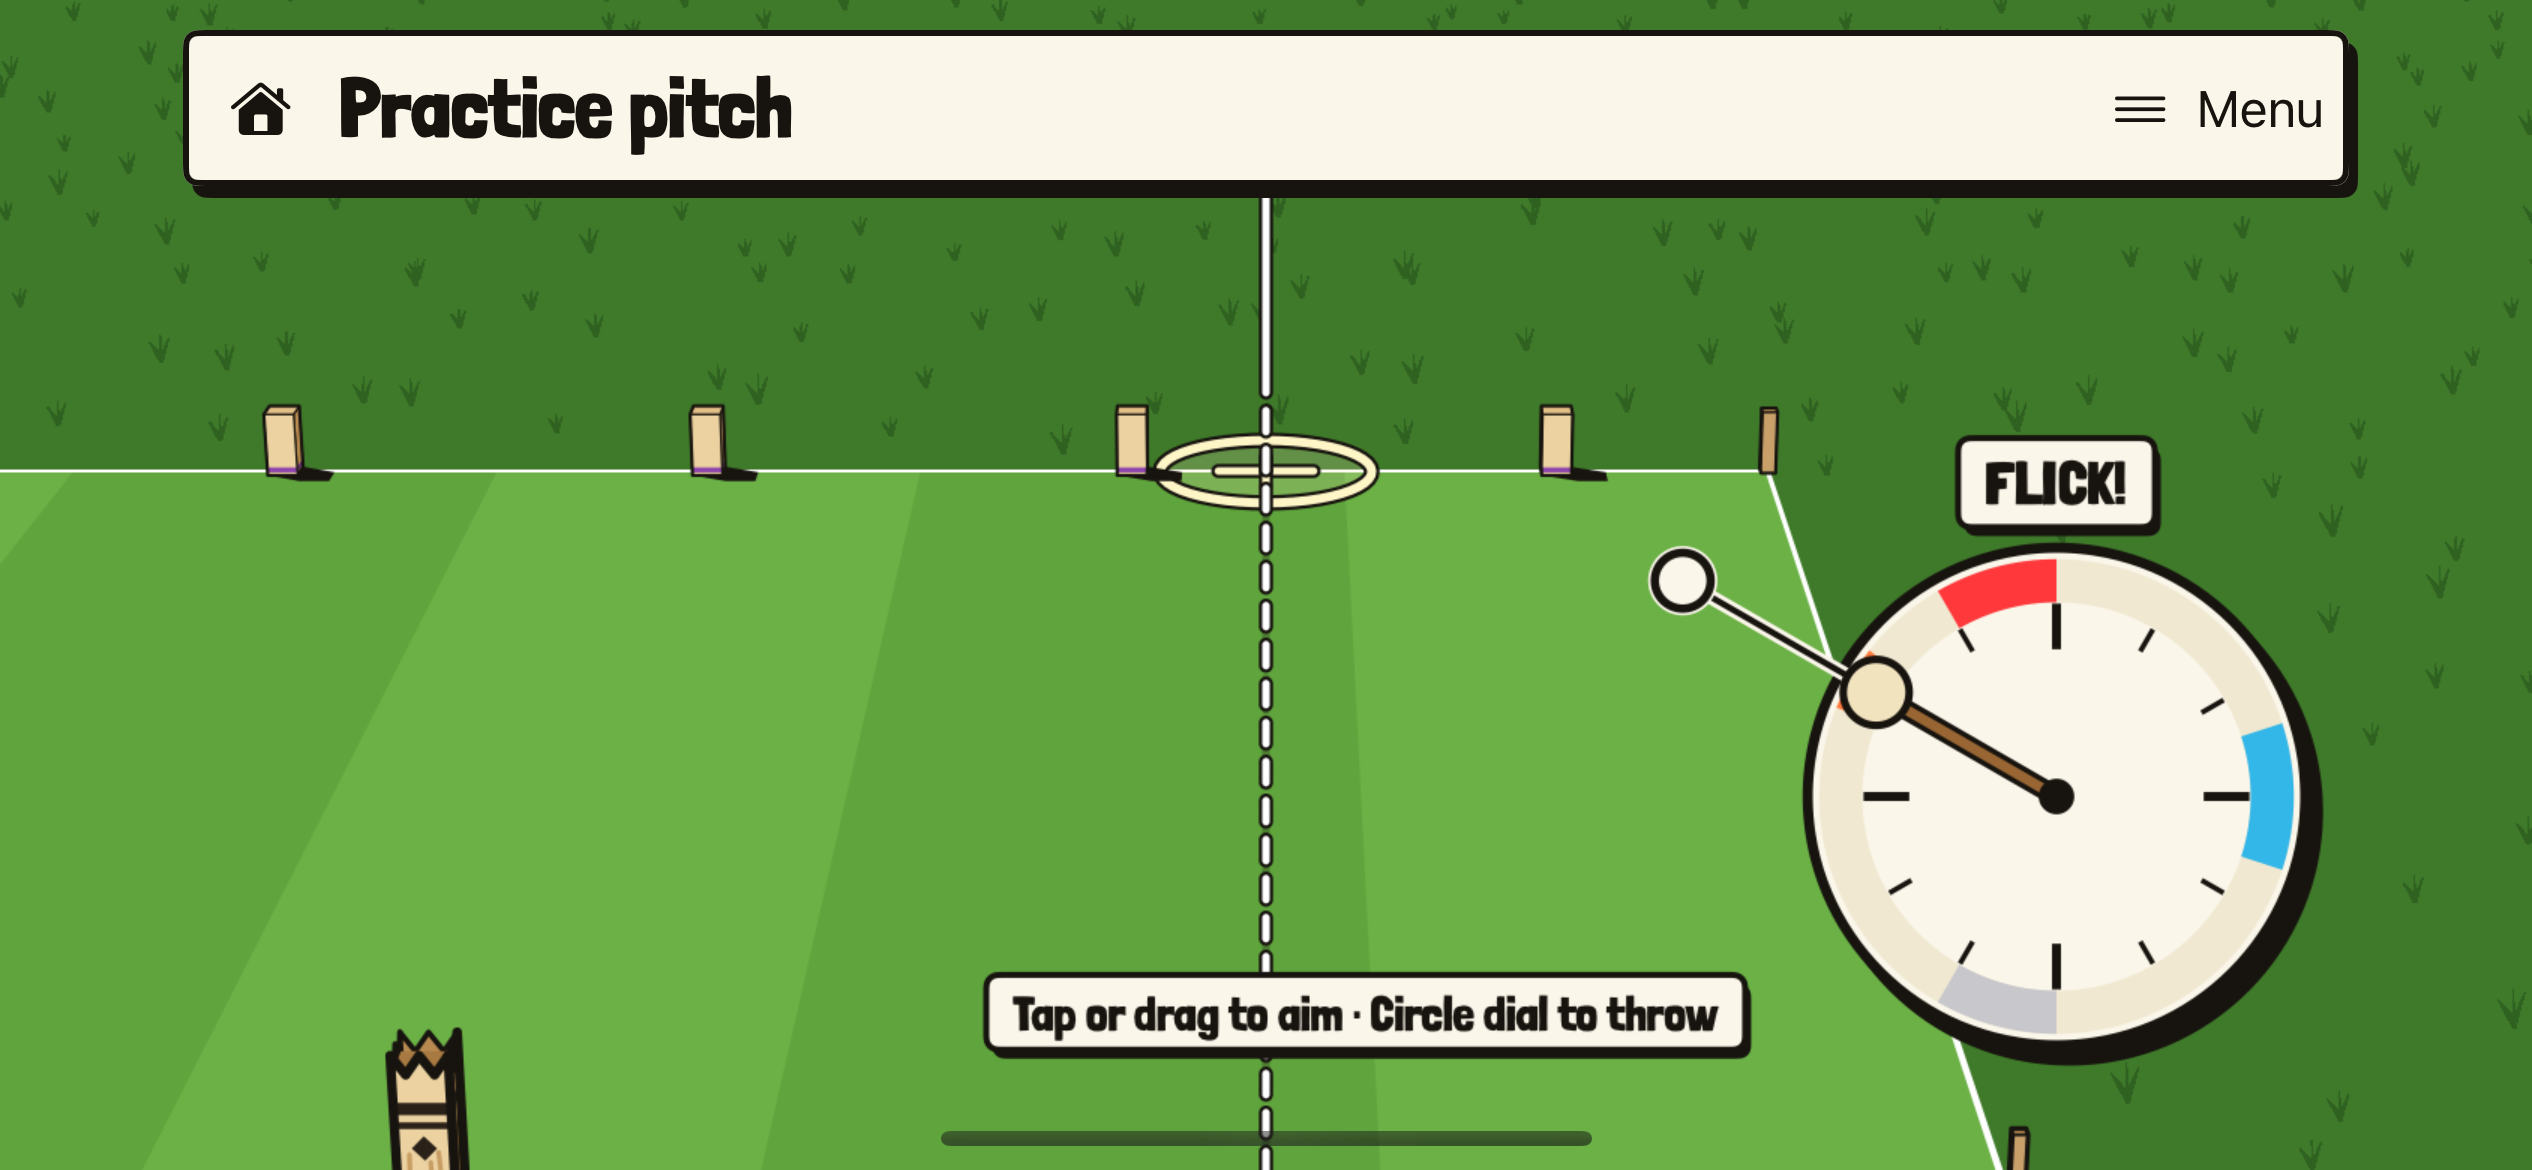 Practice pitch
Menu
FLICK!
Tap or drag to aim · Circle dial to throw